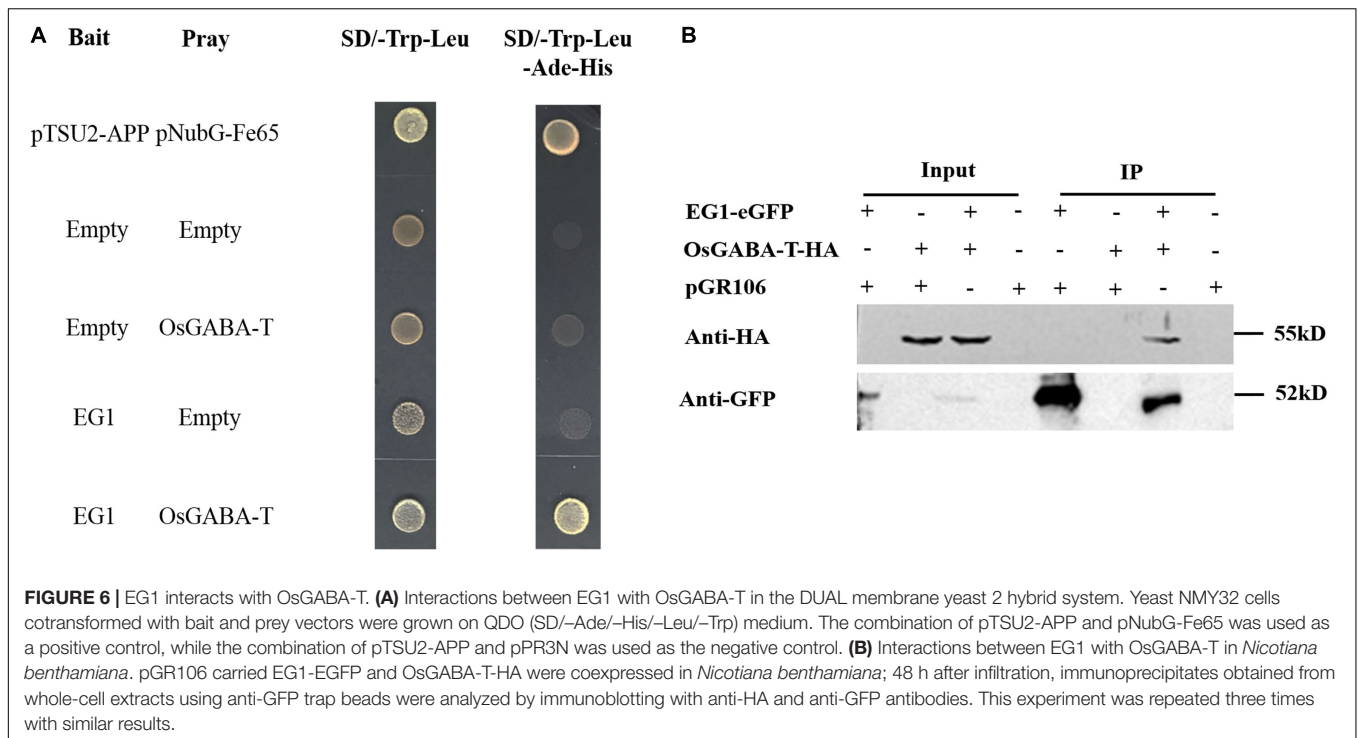 A Bait Pray SD/-Trp-Leu SD/-Trp-Leu
-Ade-His
pTSU2-APP pNubG-Fe65
Empty Empty
Empty OsGABA-T
EG1 Empty
EG1 OsGABA-T
B
Input IP
EG1-eGFP + - + - + - + -
OsGABA-T-HA - + + - - + + -
pGR106 + + - + + + - +
Anti-HA 55kD
Anti-GFP 52kD
FIGURE 6 | EG1 interacts with OsGABA-T. (A) Interactions between EG1 with OsGABA-T in the DUAL membrane yeast 2 hybrid system. Yeast NMY32 cells
cotransformed with bait and prey vectors were grown on QDO (SD/–Ade/–His/–Leu/–Trp) medium. The combination of pTSU2-APP and pNubG-Fe65 was used as
a positive control, while the combination of pTSU2-APP and pPR3N was used as the negative control. (B) Interactions between EG1 with OsGABA-T in Nicotiana
benthamiana. pGR106 carried EG1-EGFP and OsGABA-T-HA were coexpressed in Nicotiana benthamiana; 48 h after infiltration, immunoprecipitates obtained from
whole-cell extracts using anti-GFP trap beads were analyzed by immunoblotting with anti-HA and anti-GFP antibodies. This experiment was repeated three times
with similar results.